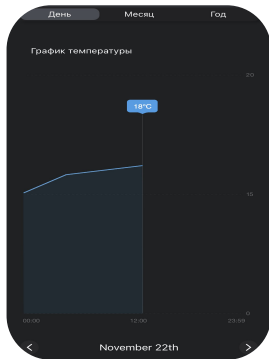 День Месяц Год
График температуры
20
18°C
15
0
00:00 12:00 23:59
November 22th